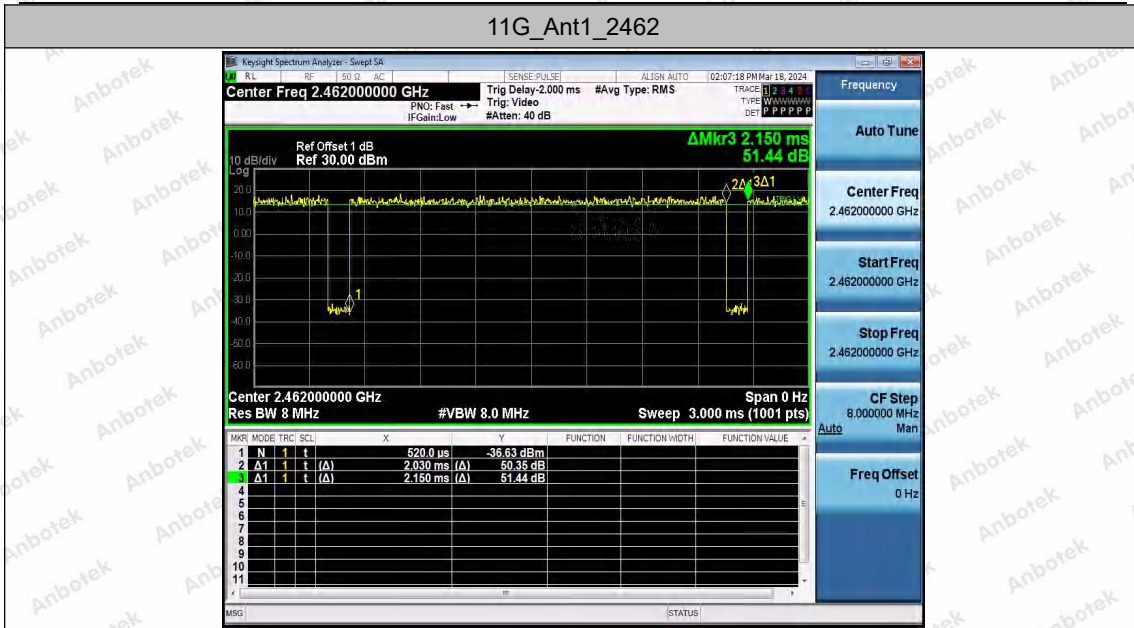 11G_Ant1_2462
Keysight Spectrum Analyzer - Swept SA
RL RF 50 Ω AC SENSE:PULSE ALIGN AUTO 02:07:18 PM Mar 18, 2024
Center Freq 2.462000000 GHz
PNO: Fast
IFGain:Low
Trig Delay-2.000 ms
Trig: Video
#Atten: 40 dB
#Avg Type: RMS
TRACE 1 2 3 4 5 6
TYPE WWWWWW
DET P P P P P P
Frequency
ΔMkr3 2.150 ms
51.44 dB
Ref Offset 1 dB
10 dB/div Ref 30.00 dBm
Log
20.0
10.0
0.00
-10.0
-20.0
-30.0
-40.0
-50.0
-60.0
2Δ1 3Δ1
1
Center 2.462000000 GHz Span 0 Hz
Res BW 8 MHz #VBW 8.0 MHz Sweep 3.000 ms (1001 pts)
MKR MODE TRC SCL X Y FUNCTION FUNCTION WIDTH FUNCTION VALUE
1 N 1 t 520.0 µs -36.63 dBm
2 Δ1 1 t (Δ) 2.030 ms (Δ) 50.35 dB
3 Δ1 1 t (Δ) 2.150 ms (Δ) 51.44 dB
4
5
6
7
8
9
10
11
MSG STATUS
Auto Tune
Center Freq
2.462000000 GHz
Start Freq
2.462000000 GHz
Stop Freq
2.462000000 GHz
CF Step
8.000000 MHz
Auto Man
Freq Offset
0 Hz
Anbotek